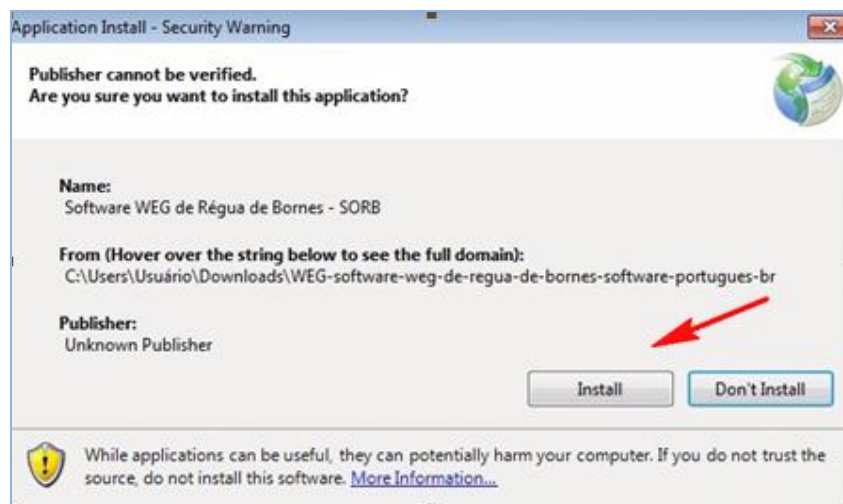 Application Install - Security Warning
Publisher cannot be verified.
Are you sure you want to install this application?
Name:
Software WEG de Régua de Bornes - SORB
From (Hover over the string below to see the full domain):
C:\Users\Usuário\Downloads\WEG-software-weg-de-regua-de-bornes-software-portugues-br
Publisher:
Unknown Publisher
Install
Don't Install
While applications can be useful, they can potentially harm your computer. If you do not trust the
source, do not install this software. More Information...